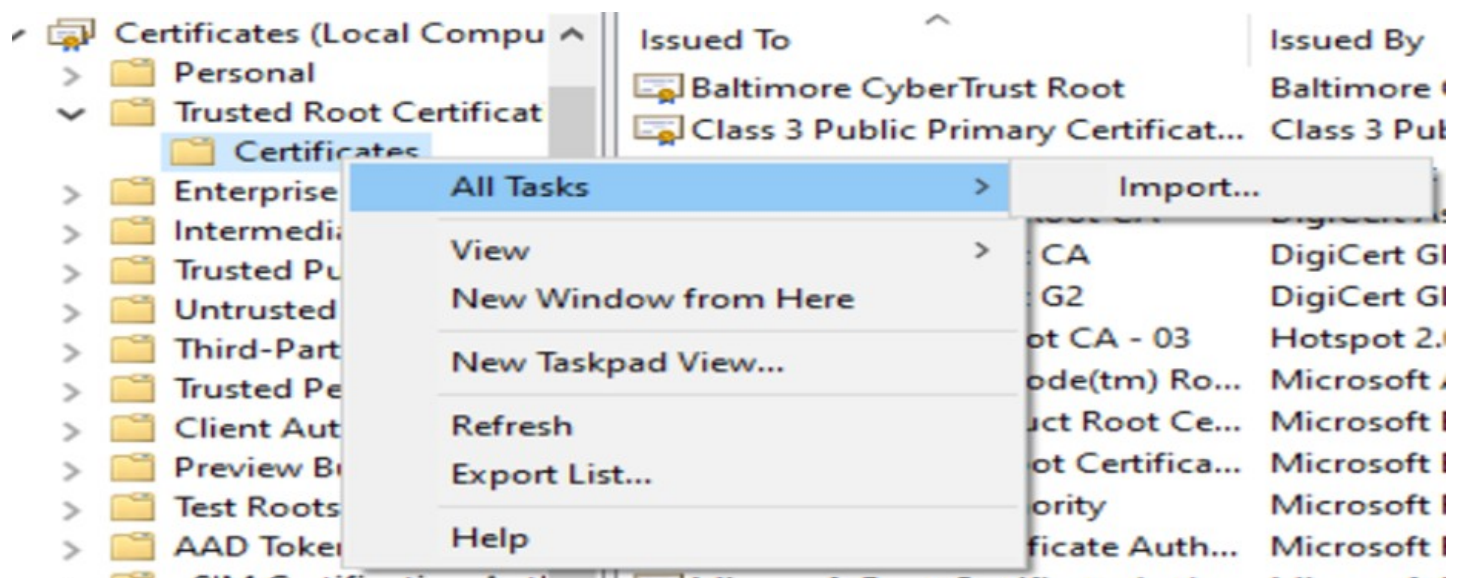 Certificates (Local Compu
Personal
Trusted Root Certificat
Certificates
Enterprise
Intermedia
Trusted Pu
Untrusted
Third-Part
Trusted Pe
Client Aut
Preview Bu
Test Roots
AAD Token
Issued To Issued By
Baltimore CyberTrust Root Baltimore
Class 3 Public Primary Certificat... Class 3 Pub
All Tasks
Import...
View
New Window from Here
New Taskpad View...
Refresh
Export List...
Help
CA DigiCert Gl
G2 DigiCert Gl
ot CA - 03 Hotspot 2.
ode(tm) Ro... Microsoft
uct Root Ce... Microsoft
ot Certifica... Microsoft
ority Microsoft
ficate Auth... Microsoft